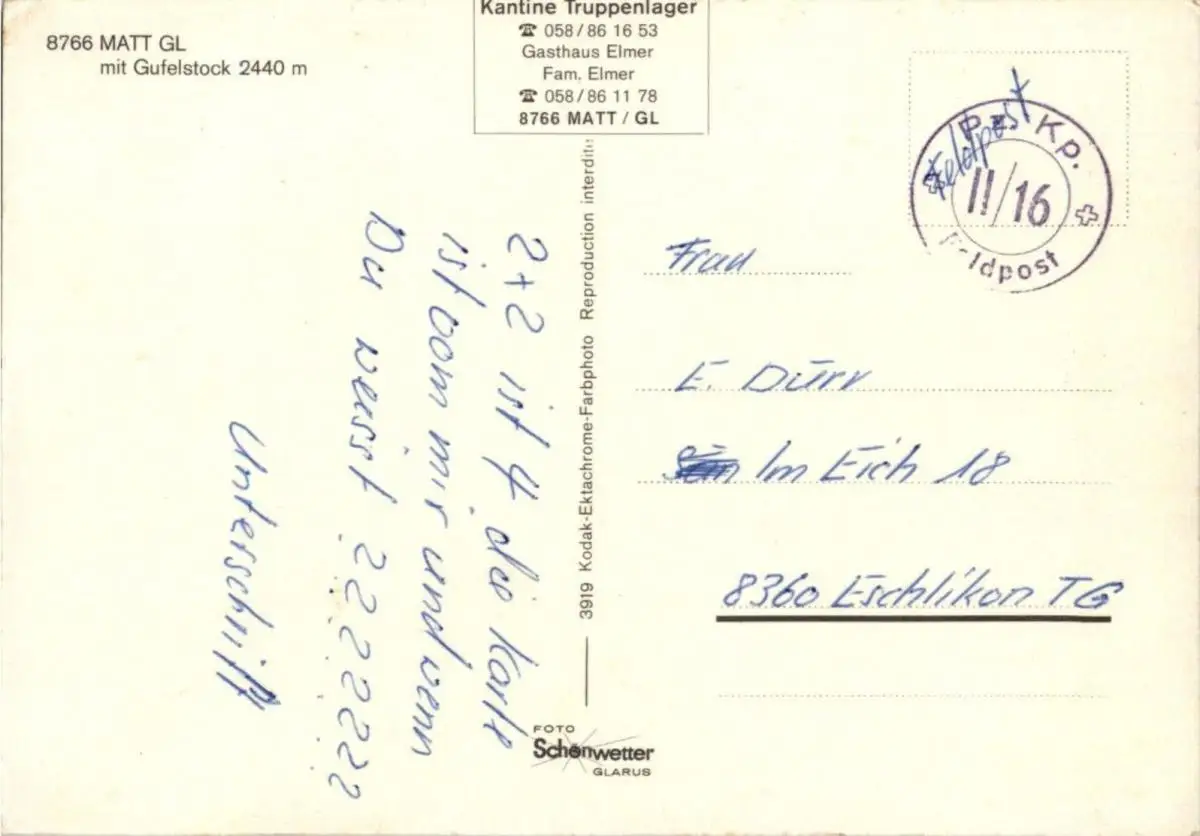 8766 MATT GL
mit Gufelstock 2440 m
Kantine Truppenlager
☎ 058/86 16 53
Gasthaus Elmer
Fam. Elmer
☎ 058/86 11 78
8766 MATT / GL
Feldpost
Kp.
II/16
Feldpost
2+2 ist 4 die Karte
ist vom mir und wenn
Du weisst 2222222
Unterschrift
3919 Kodak-Ektachrome-Farbphoto Reproduction interdite
Frau
E. Dürr
Im Eich 18
8360 Eschlikon TG
FOTO
Schönwetter
GLARUS